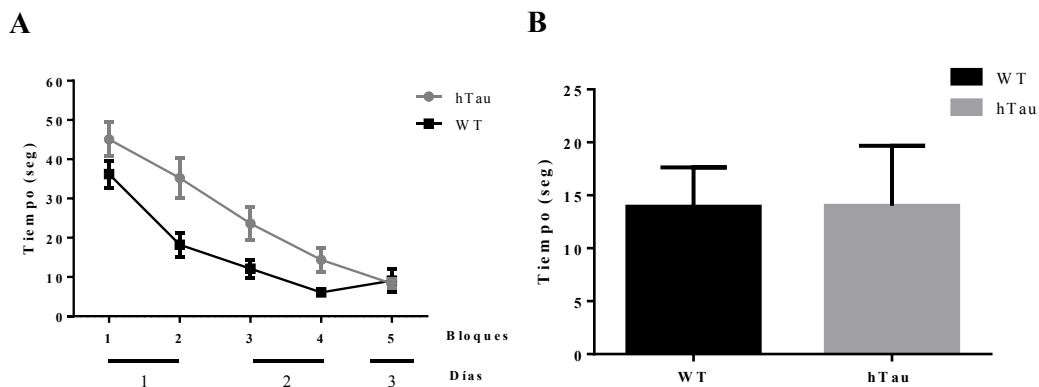 A
Tiempo (seg)
60
50
40
30
20
10
0
hTau
WT
1 2 3 4 5 Bloques
1 2 3 Días
B
Tiempo (seg)
25
20
15
10
5
0
WT
hTau
WT hTau